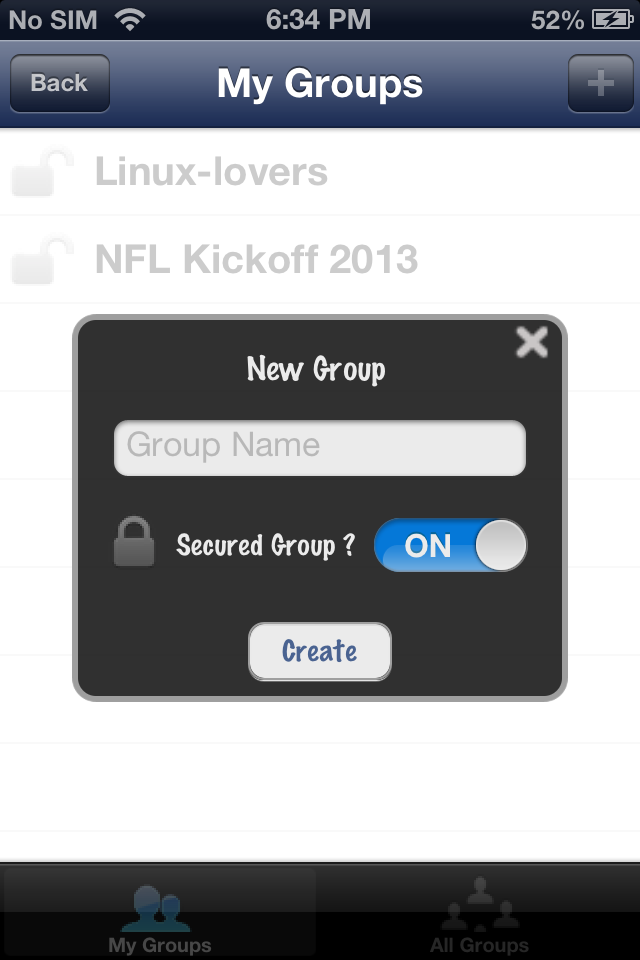 No SIM 6:34 PM 52%
Back My Groups +
Linux-lovers
NFL Kickoff 2013
New Group
Group Name
Secured Group ? ON
Create
My Groups All Groups